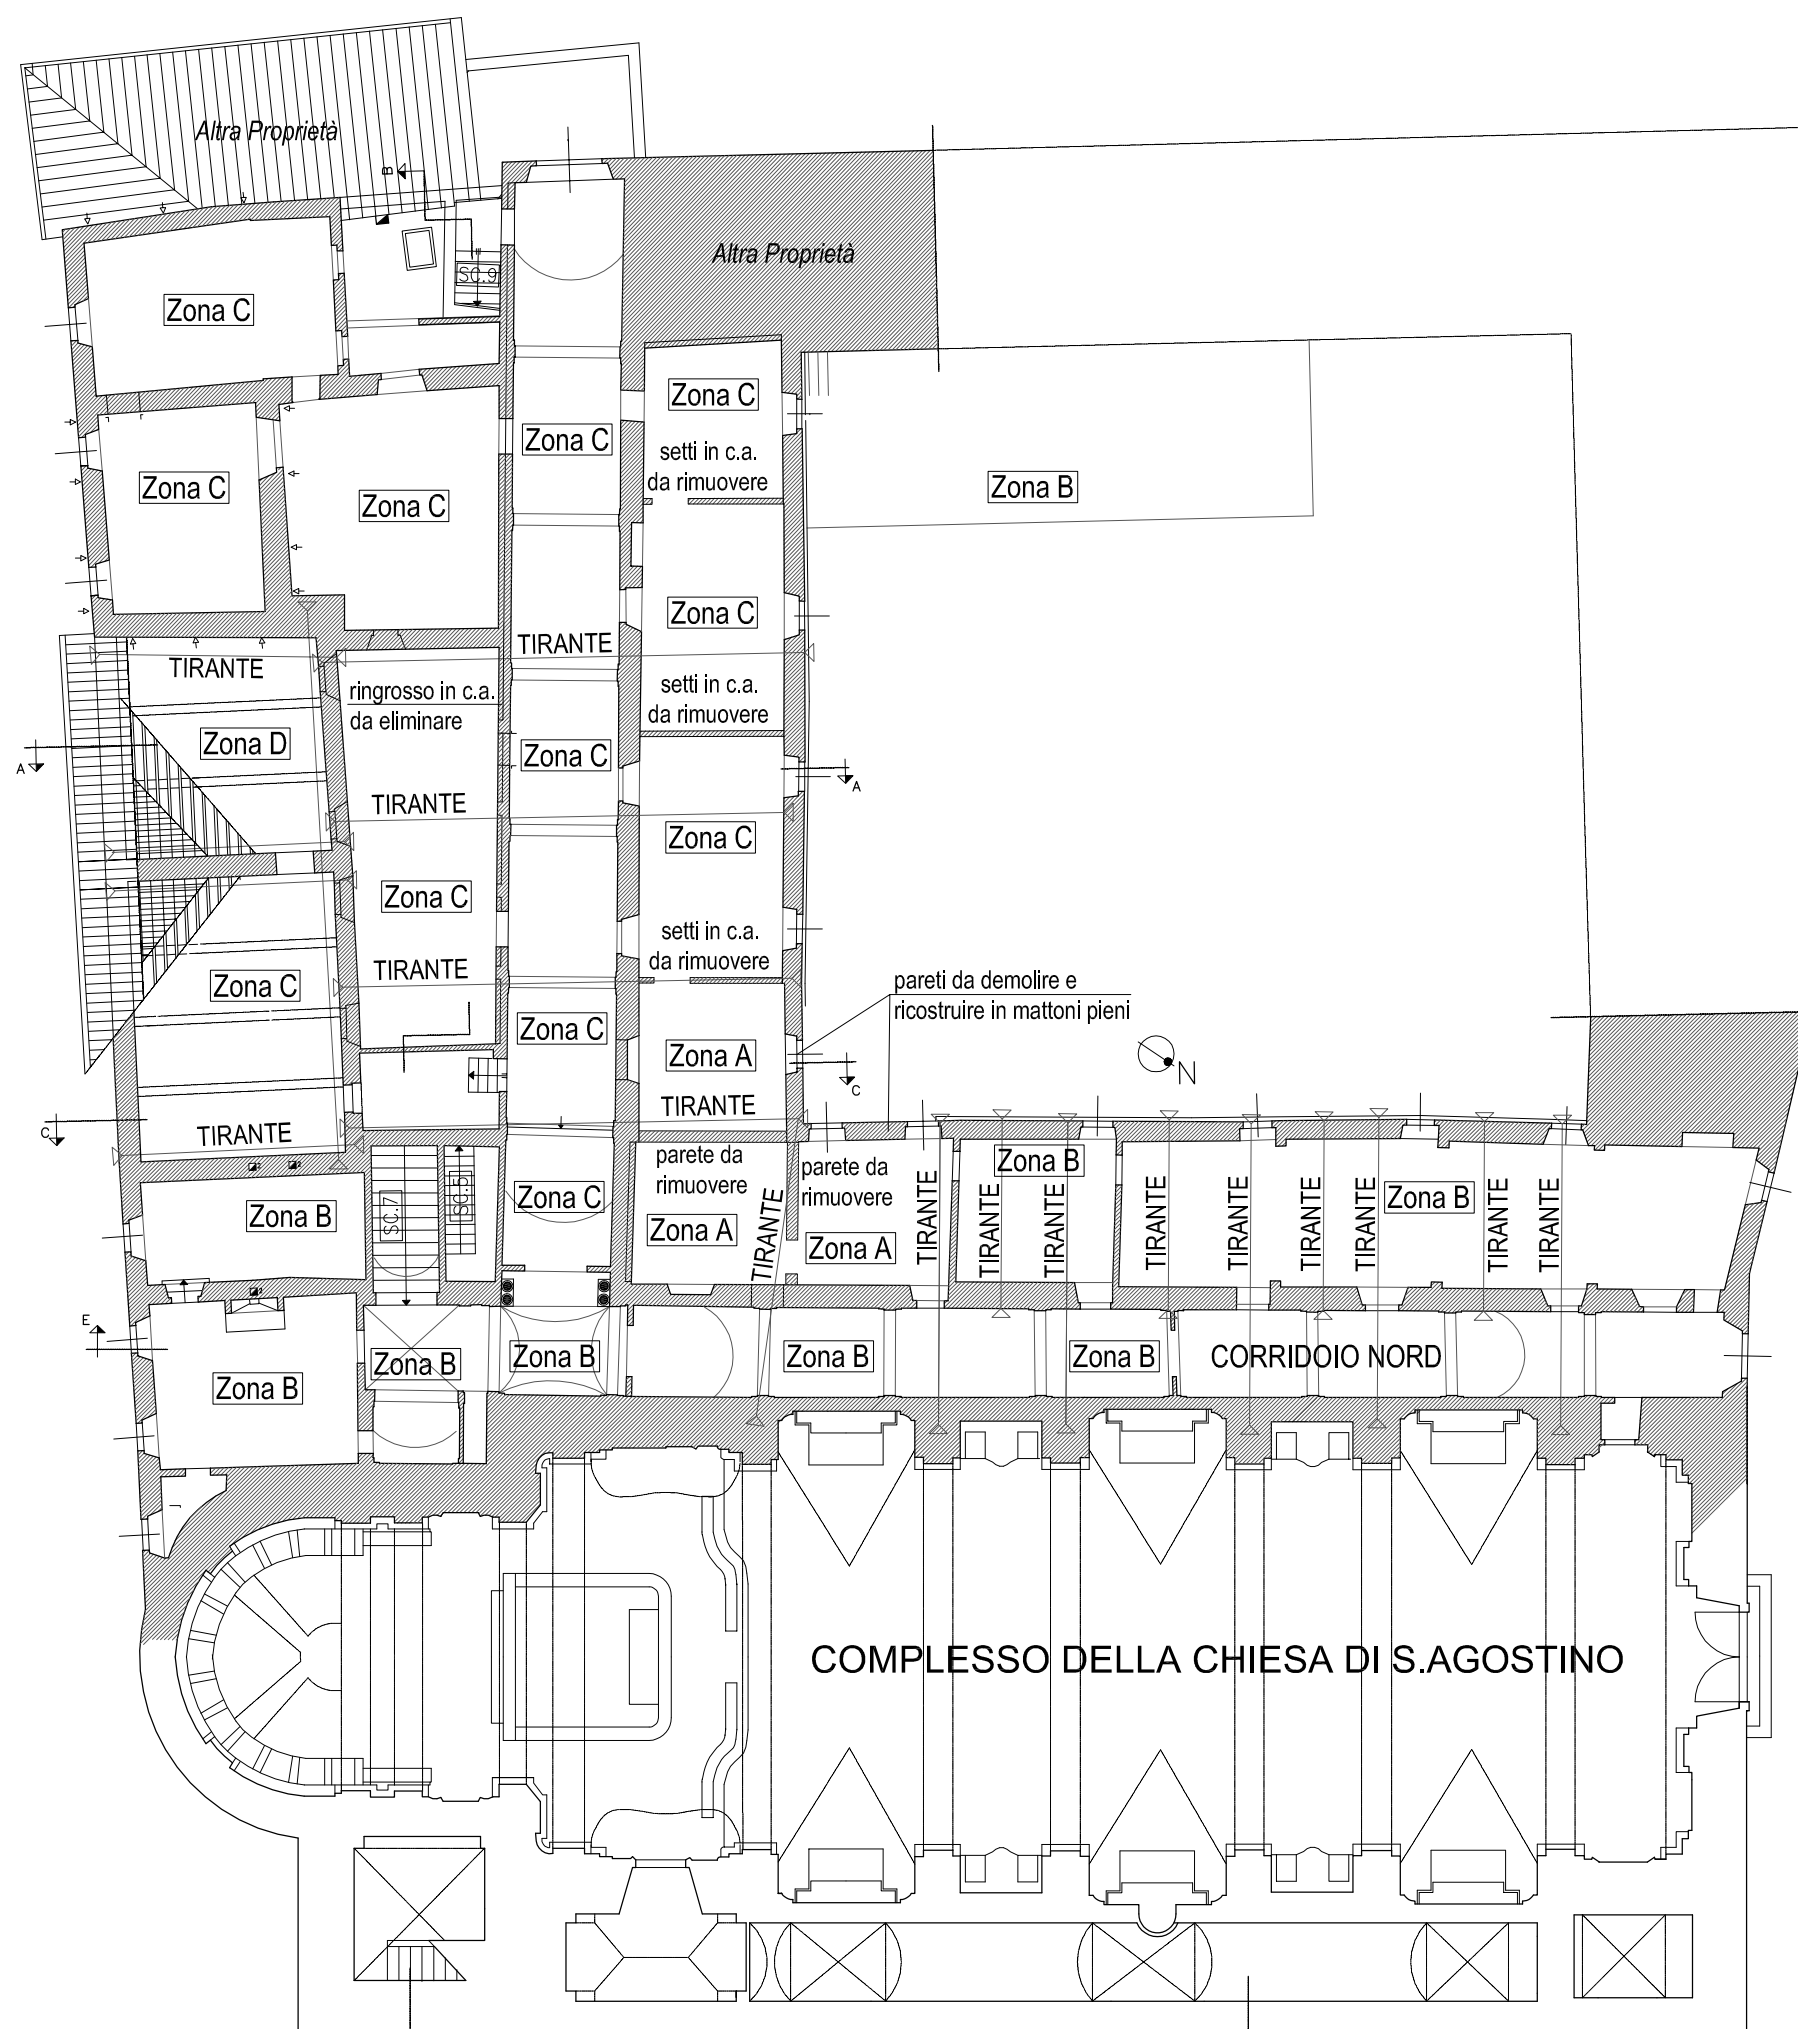 Altra Proprietà
B
Altra Proprietà
SC.9
Zona C
Zona C
Zona C
setti in c.a.
da rimuovere
Zona C
Zona C
Zona B
Zona C
TIRANTE
TIRANTE
ringrosso in c.a.
da eliminare
setti in c.a.
da rimuovere
Zona D
Zona C
A
A
TIRANTE
Zona C
Zona C
setti in c.a.
da rimuovere
TIRANTE
Zona C
Zona C
pareti da demolire e
ricostruire in mattoni pieni
Zona A
N
C
TIRANTE
C
TIRANTE
parete da
rimuovere
parete da
rimuovere
Zona B
Zona B
SC.7
SC.5
Zona C
Zona A
TIRANTE
Zona A
TIRANTE
TIRANTE
TIRANTE
TIRANTE
TIRANTE
TIRANTE
TIRANTE
Zona B
TIRANTE
TIRANTE
E
Zona B
Zona B
Zona B
Zona B
Zona B
CORRIDOIO NORD
COMPLESSO DELLA CHIESA DI S.AGOSTINO